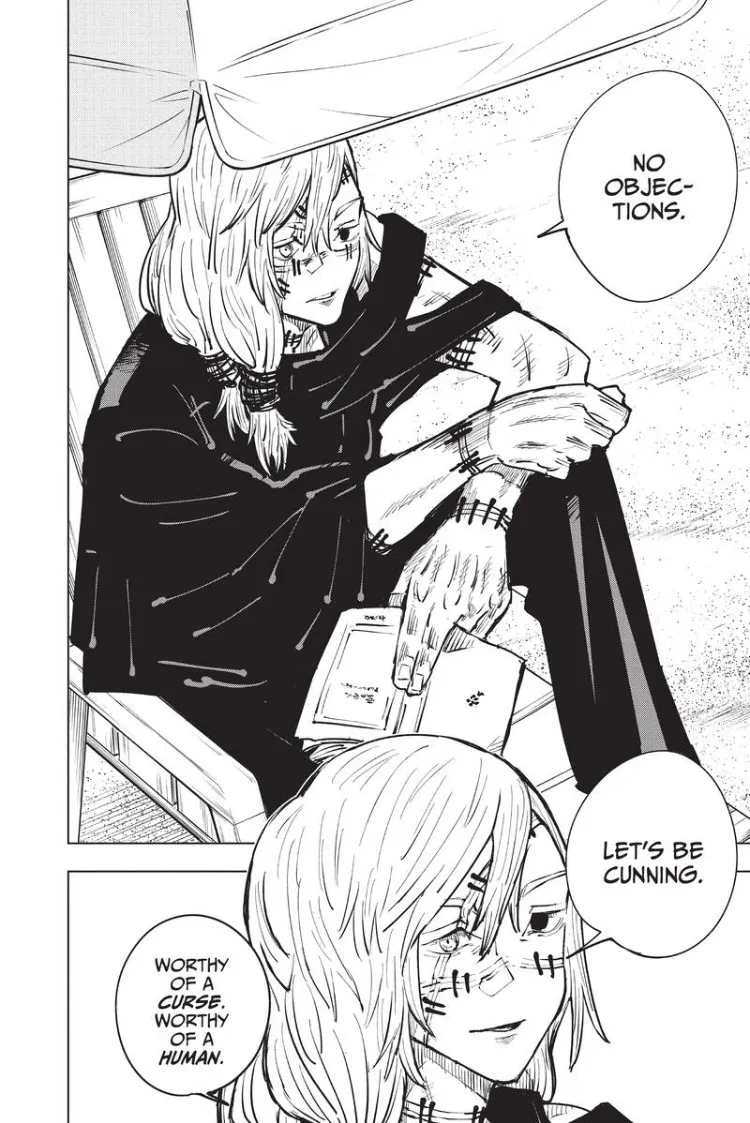 NO
OBJEC-
TIONS.
LET'S BE
CUNNING.
WORTHY
OF A
CURSE.
WORTHY
OF A
HUMAN.